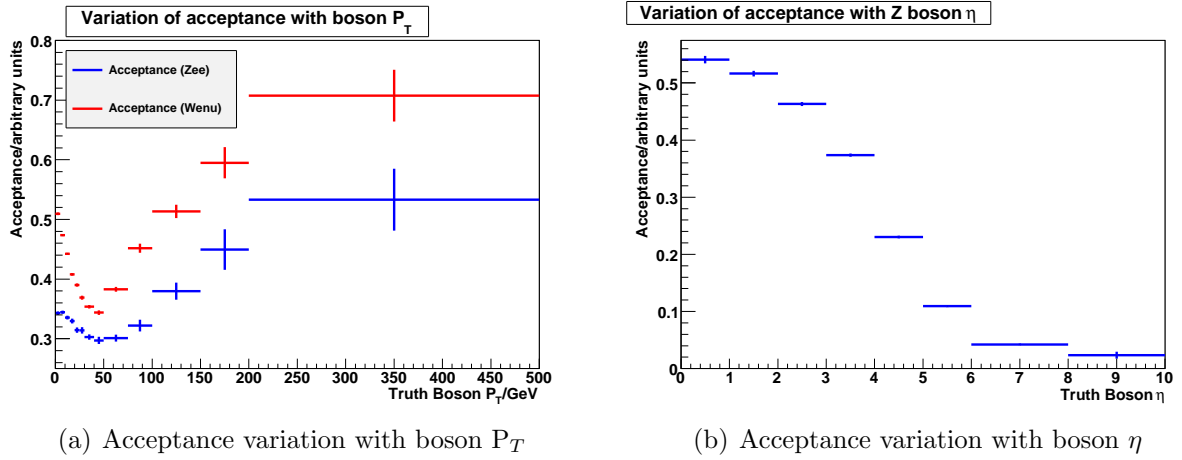 Variation of acceptance with boson P_T
Acceptance/arbitrary units
0.8
0.7
0.6
0.5
0.4
0.3
Acceptance (Zee)
Acceptance (Wenu)
0 50 100 150 200 250 300 350 400 450 500
Truth Boson P_T/GeV
(a) Acceptance variation with boson P_T
Variation of acceptance with Z boson η
Acceptance/arbitrary units
0.5
0.4
0.3
0.2
0.1
0
0 1 2 3 4 5 6 7 8 9 10
Truth Boson η
(b) Acceptance variation with boson η